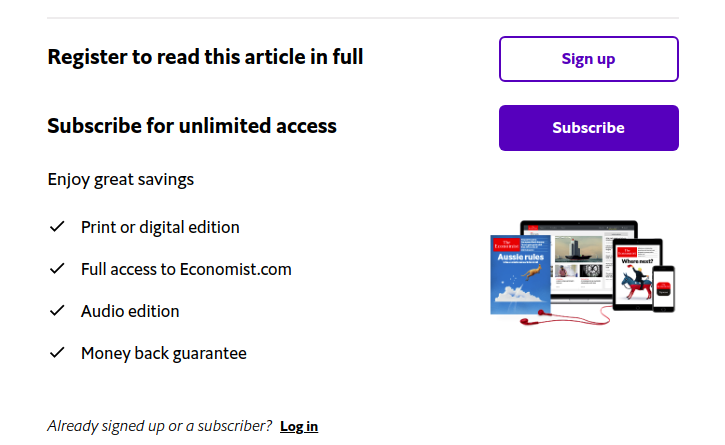 Register to read this article in full
Sign up
Subscribe for unlimited access
Subscribe
Enjoy great savings
Print or digital edition
Full access to Economist.com
Audio edition
Money back guarantee
The
Economist
Aussie rules
Where next?
Already signed up or a subscriber? Log in